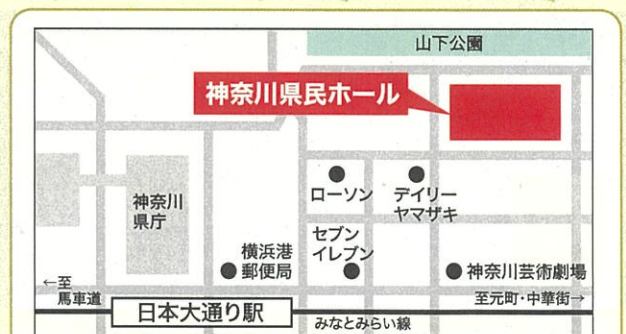 山下公園
神奈川県民ホール
ローソン
デイリー
ヤマザキ
神奈川
県庁
セブン
イレブン
横浜港
郵便局
神奈川芸術劇場
←至
馬車道
至元町・中華街→
日本大通り駅
みなとみらい線